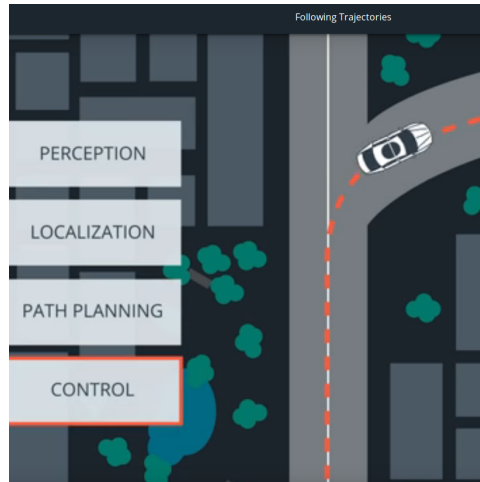 Following Trajectories
PERCEPTION
LOCALIZATION
PATH PLANNING
CONTROL